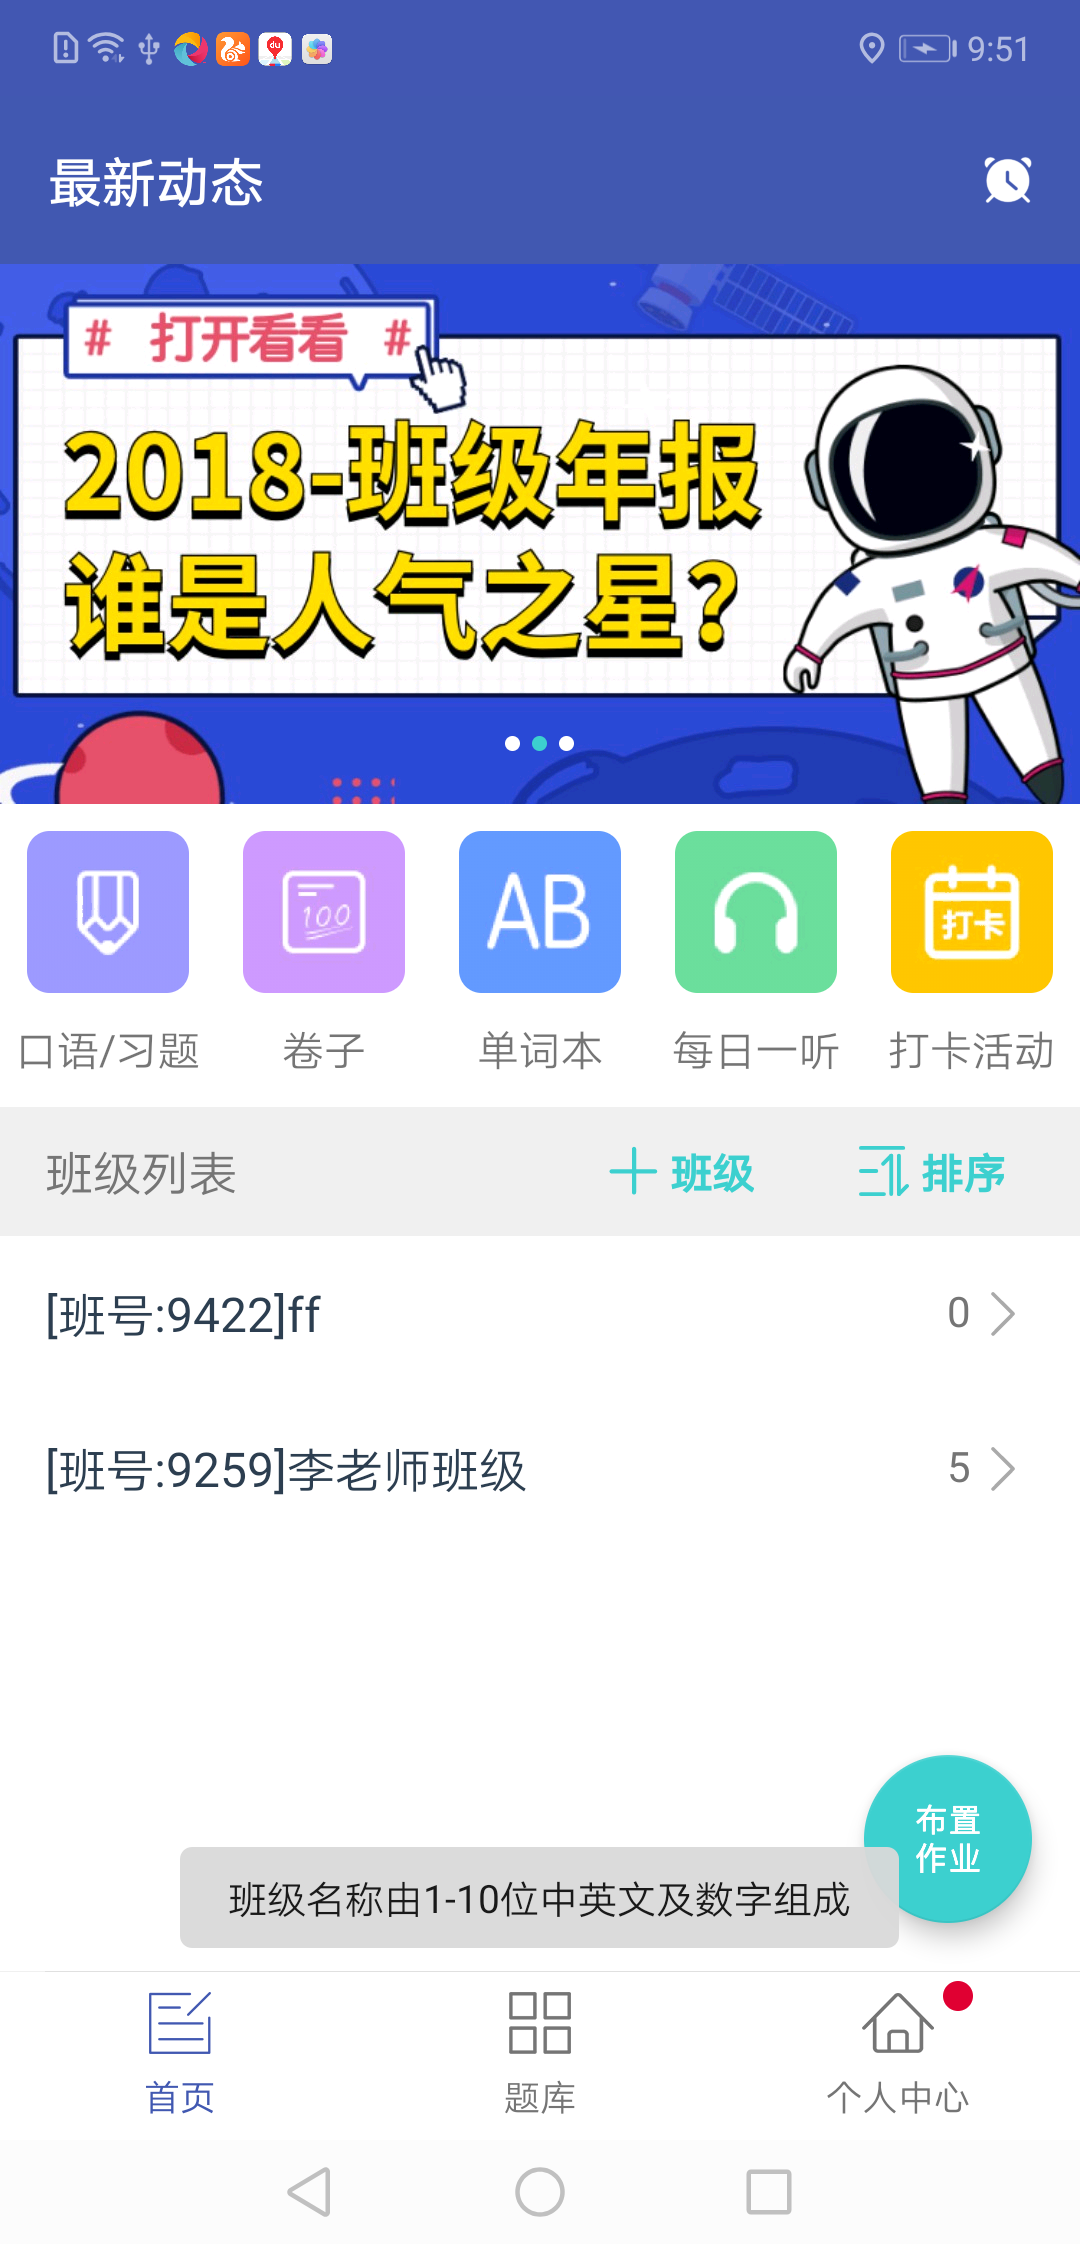 9:51
最新动态
# 打开看看 #
2018-班级年报
谁是人气之星?
100
AB
打卡
口语/习题
卷子
单词本
每日一听
打卡活动
班级列表
班级
排序
[班号:9422]ff
0
[班号:9259]李老师班级
5
布置
作业
班级名称由1-10位中英文及数字组成
首页
题库
个人中心